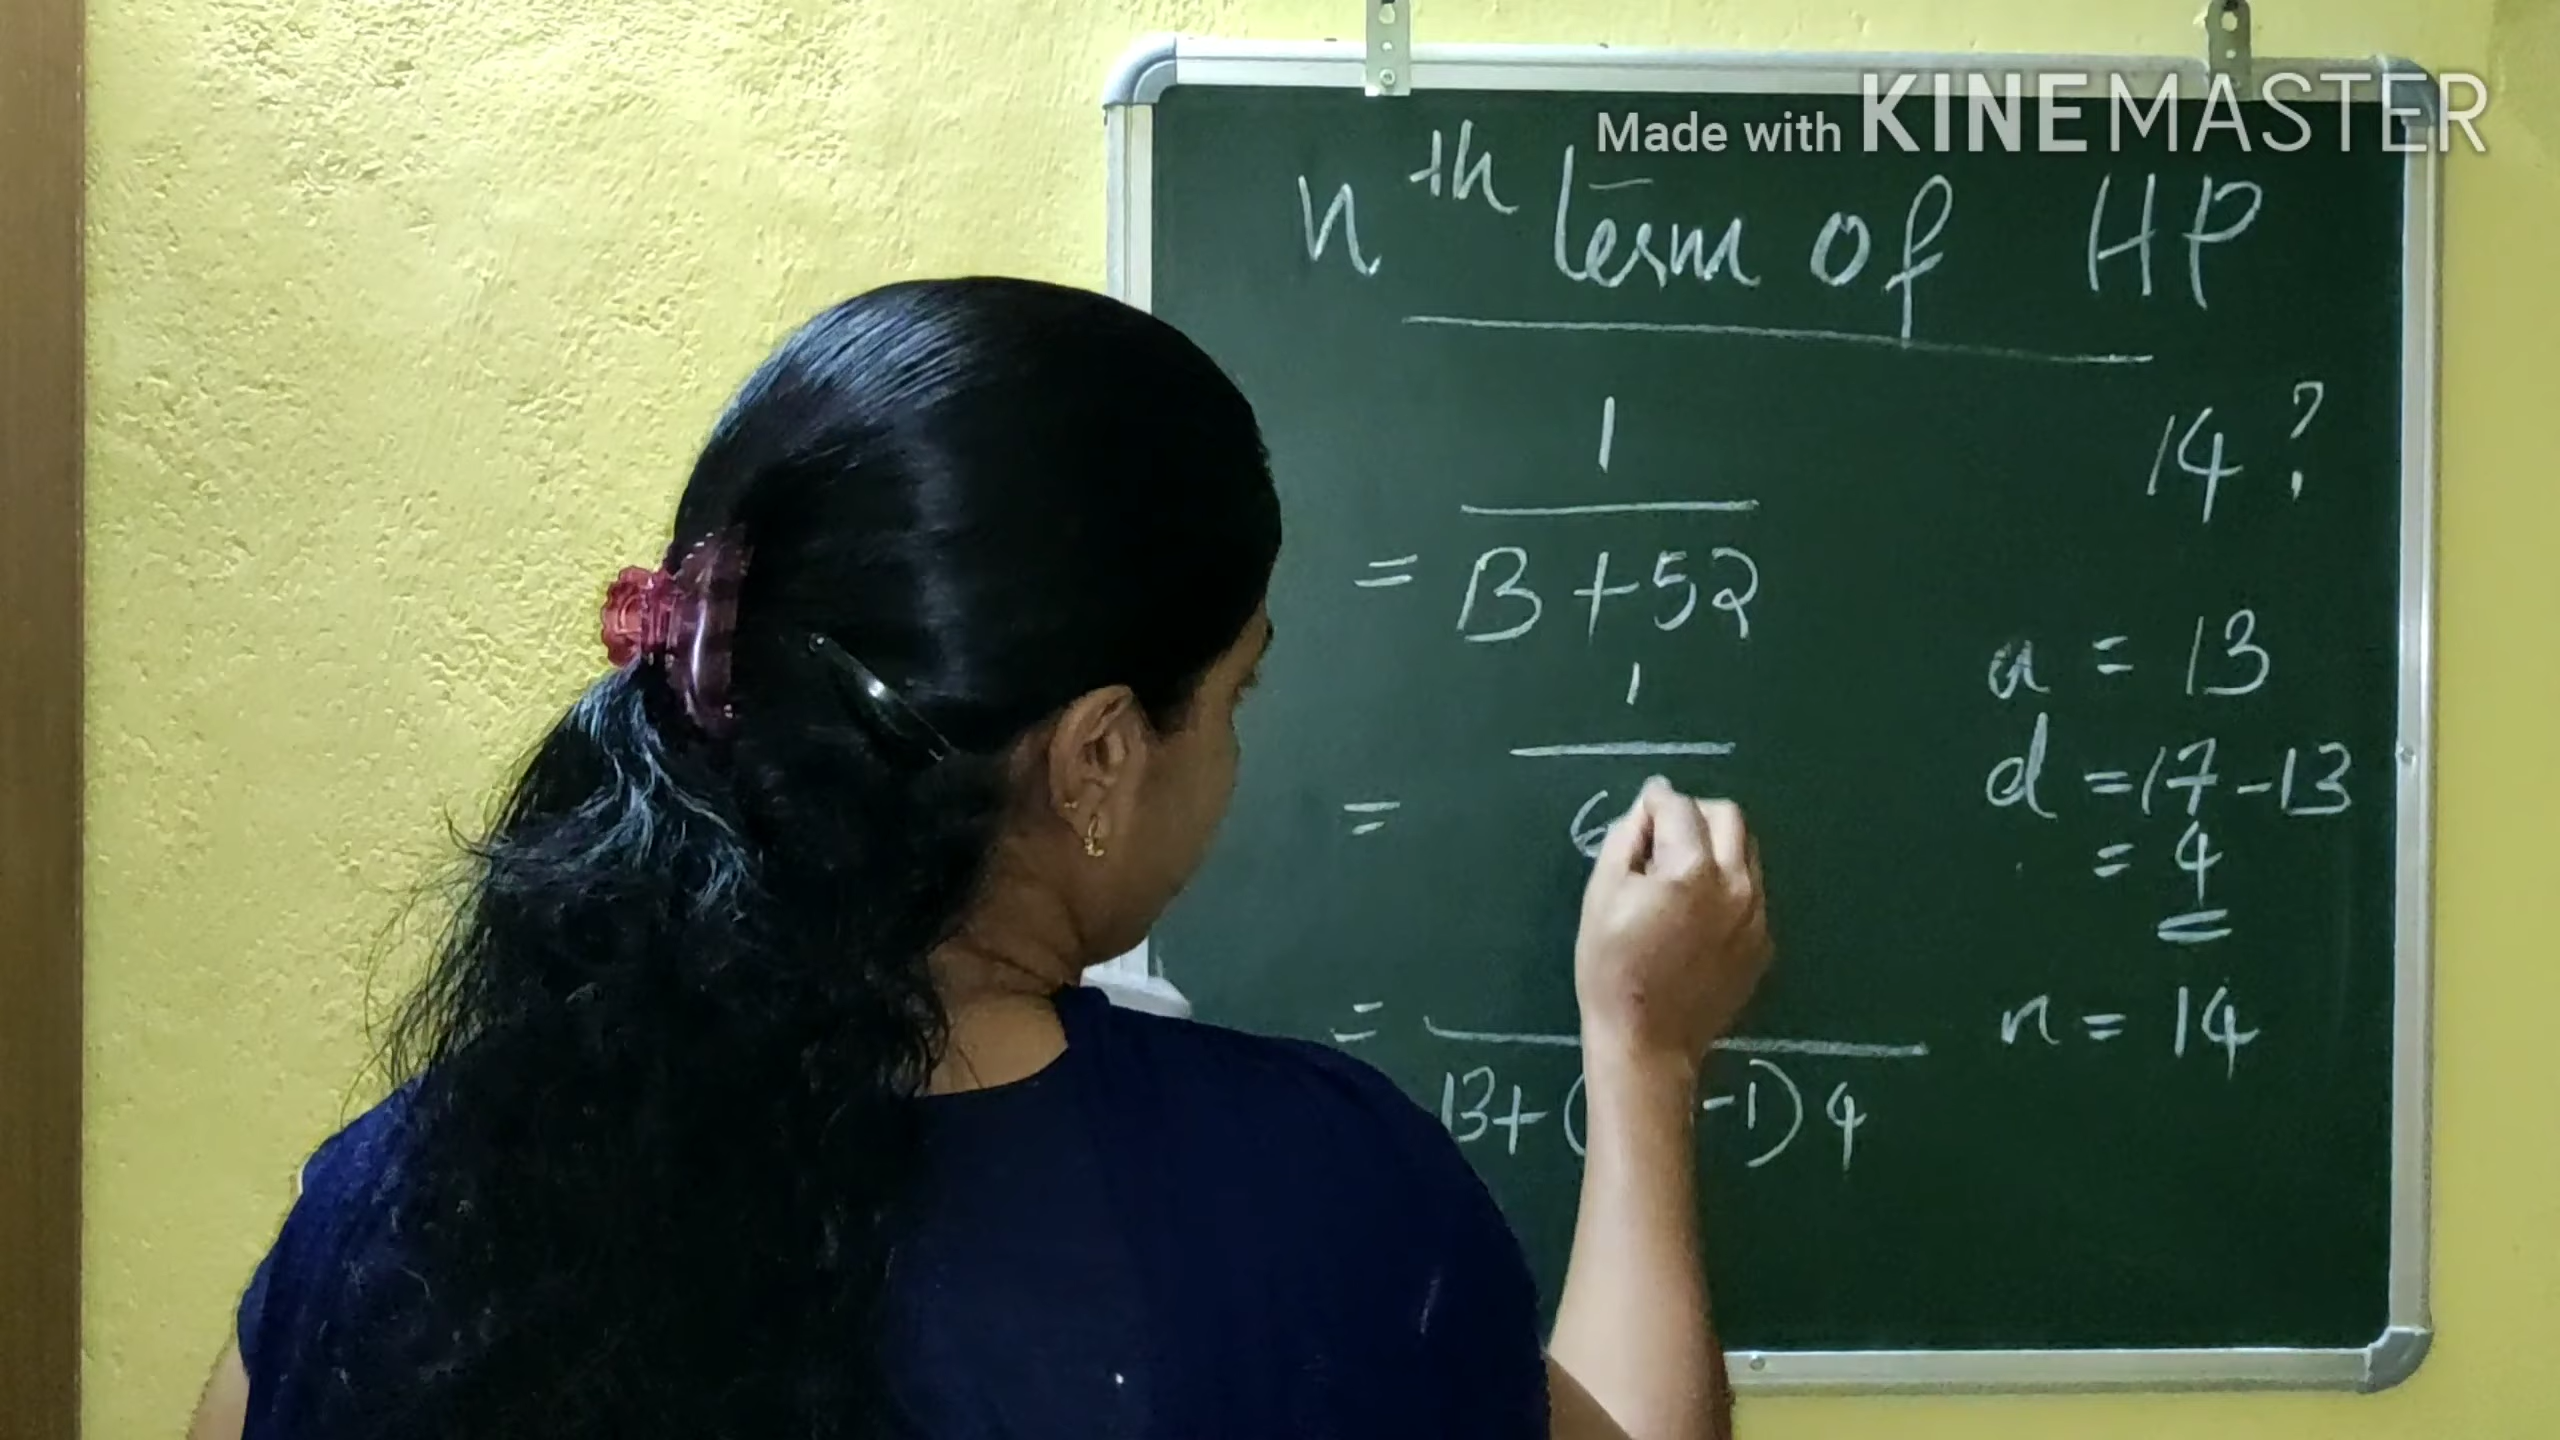 Made with KINEMASTER
nth term of HP
14 ?
1
= 13 + 52
1
= 6
a = 13
d = 17 - 13
= 4
n = 14
=
13 + ( -1) 4